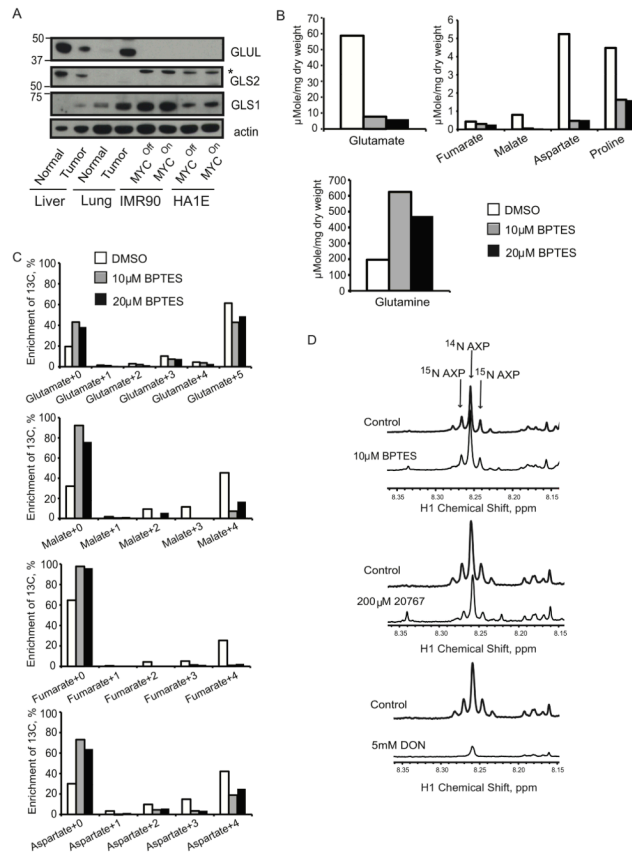 A
50
37
GLUL
*
50
GLS2
75
GLS1
actin
Normal
Tumor
Normal
Tumor
MYC Off
MYC On
MYC Off
MYC On
Liver
Lung
IMR90
HA1E
B
µMole/mg dry weight
70
60
50
40
30
20
10
0
Glutamate
µMole/mg dry weight
6
5
4
3
2
1
0
Fumarate
Malate
Aspartate
Proline
µMole/mg dry weight
700
600
500
400
300
200
100
0
Glutamine
DMSO
10µM BPTES
20µM BPTES
C
DMSO
10µM BPTES
20µM BPTES
Enrichment of 13C, %
100
80
60
40
20
0
Glutamate+0
Glutamate+1
Glutamate+2
Glutamate+3
Glutamate+4
Glutamate+5
Enrichment of 13C, %
100
80
60
40
20
0
Malate+0
Malate+1
Malate+2
Malate+3
Malate+4
Enrichment of 13C, %
100
80
60
40
20
0
Fumarate+0
Fumarate+1
Fumarate+2
Fumarate+3
Fumarate+4
Enrichment of 13C, %
100
80
60
40
20
0
Aspartate+0
Aspartate+1
Aspartate+2
Aspartate+3
Aspartate+4
D
14N AXP
15N AXP
15N AXP
Control
10µM BPTES
8.35 8.30 8.25 8.20 8.15
H1 Chemical Shift, ppm
Control
200µM 20767
8.35 8.30 8.25 8.20 8.15
H1 Chemical Shift, ppm
Control
5mM DON
8.35 8.30 8.25 8.20 8.15
H1 Chemical Shift, ppm